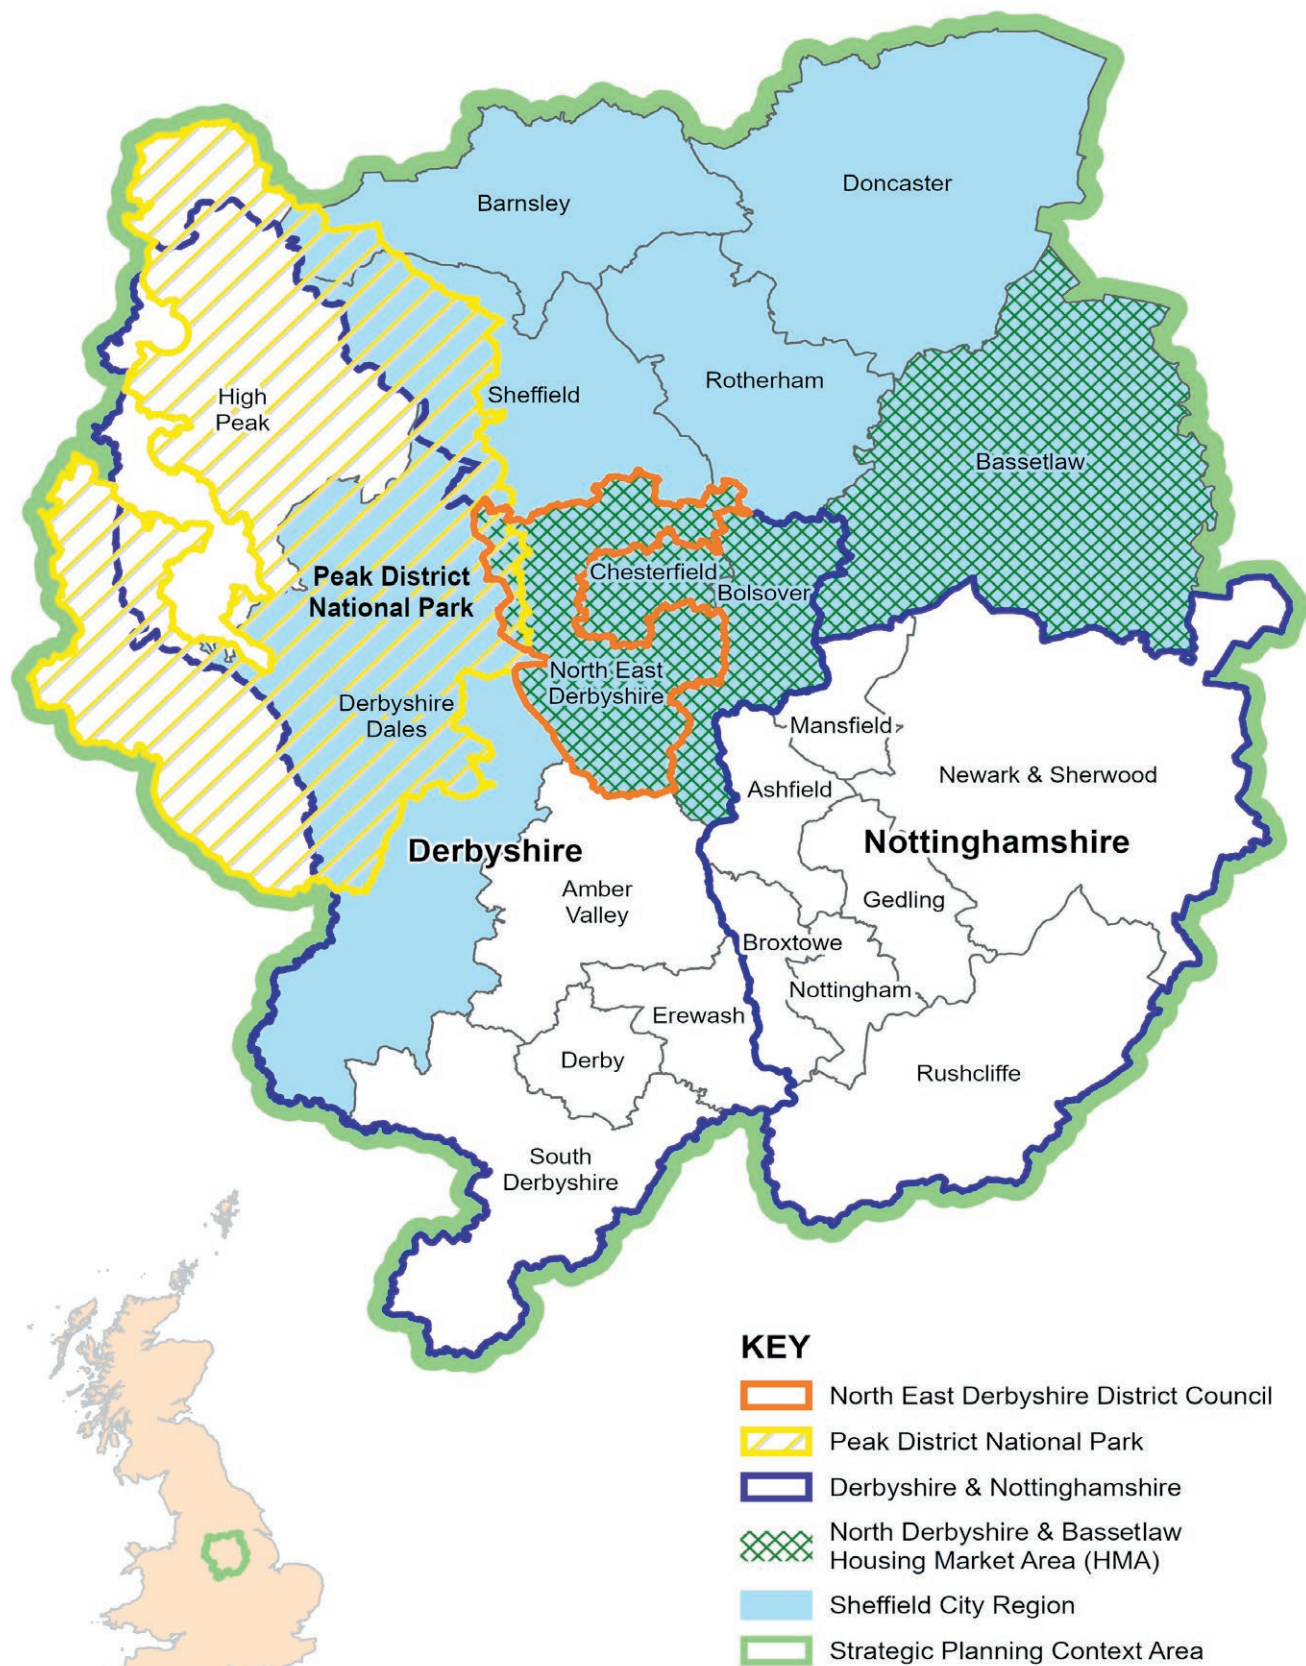 Doncaster
Barnsley
Rotherham
Sheffield
High
Peak
Bassetlaw
Chesterfield
Bolsover
Peak District
National Park
North East
Derbyshire
Derbyshire
Dales
Mansfield
Newark & Sherwood
Ashfield
Derbyshire
Nottinghamshire
Amber
Valley
Gedling
Broxtowe
Nottingham
Erewash
Derby
Rushcliffe
South
Derbyshire
KEY
North East Derbyshire District Council
Peak District National Park
Derbyshire & Nottinghamshire
North Derbyshire & Bassetlaw
Housing Market Area (HMA)
Sheffield City Region
Strategic Planning Context Area